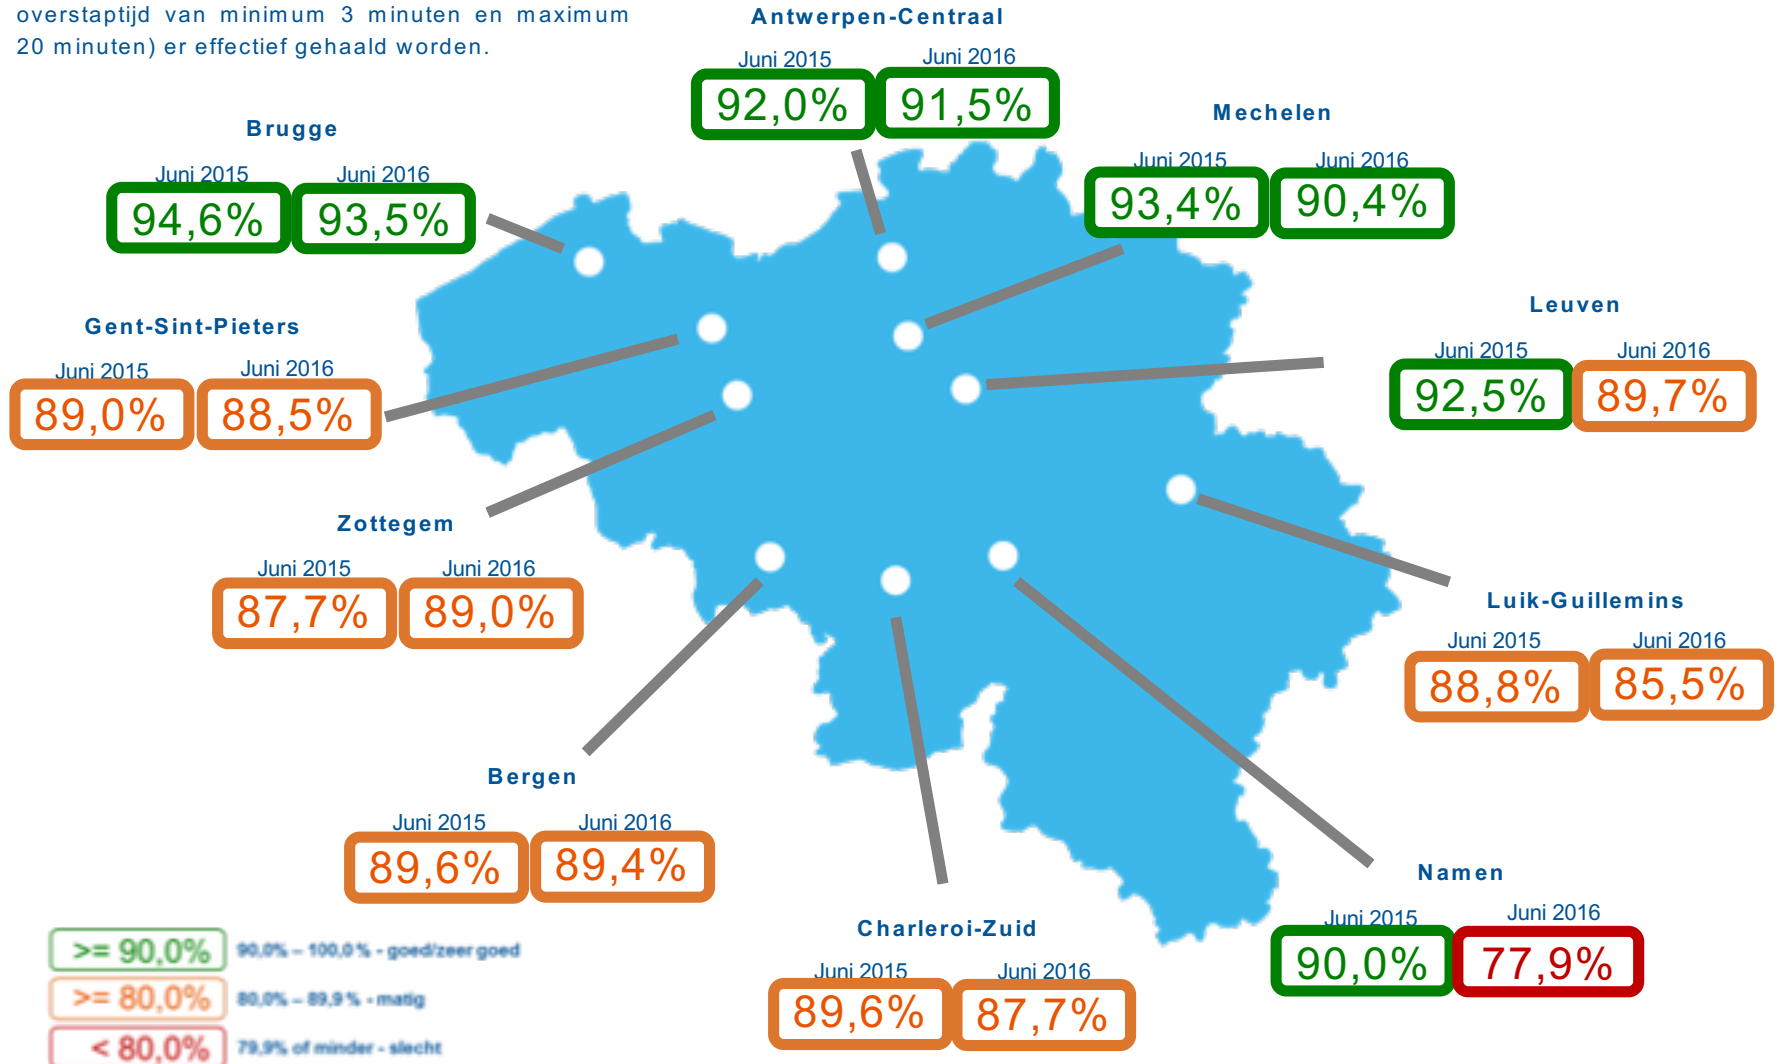 overstaptijd van minimum 3 minuten en maximum
20 minuten) er effectief gehaald worden.
Antwerpen-Centraal
Juni 2015 Juni 2016
92,0% 91,5%
Brugge
Juni 2015 Juni 2016
94,6% 93,5%
Mechelen
Juni 2015 Juni 2016
93,4% 90,4%
Gent-Sint-Pieters
Juni 2015 Juni 2016
89,0% 88,5%
Leuven
Juni 2015 Juni 2016
92,5% 89,7%
Zottegem
Juni 2015 Juni 2016
87,7% 89,0%
Luik-Guillemins
Juni 2015 Juni 2016
88,8% 85,5%
Bergen
Juni 2015 Juni 2016
89,6% 89,4%
Namen
Juni 2015 Juni 2016
90,0% 77,9%
Charleroi-Zuid
Juni 2015 Juni 2016
89,6% 87,7%
>= 90,0% 90,0% – 100,0 % - goed/zeer goed
>= 80,0% 80,0% – 89,9 % - matig
< 80,0% 79,9% of minder - slecht